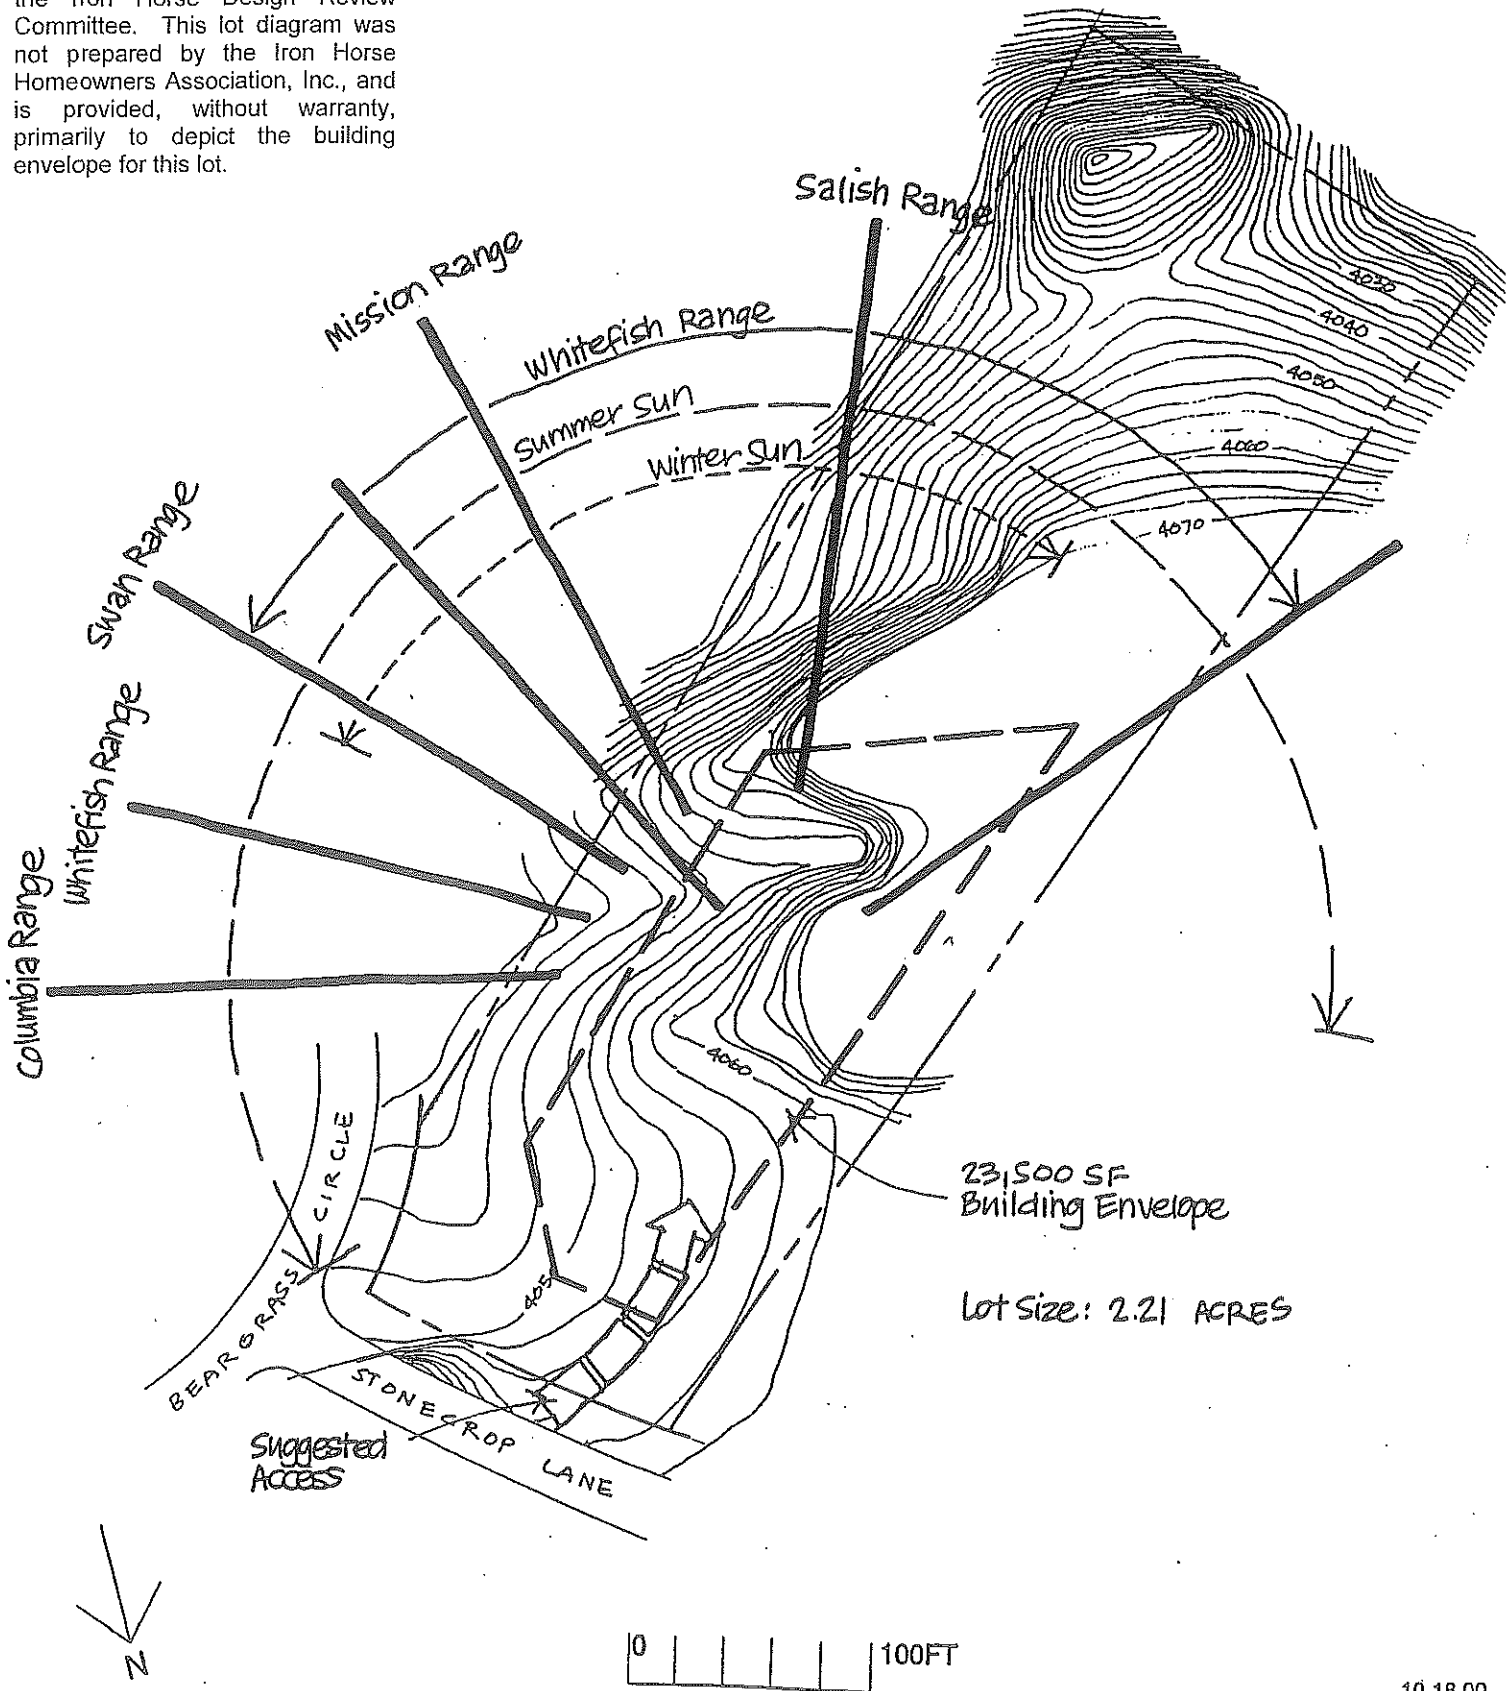 the Iron Horse Design Review
Committee. This lot diagram was
not prepared by the Iron Horse
Homeowners Association, Inc., and
is provided, without warranty,
primarily to depict the building
envelope for this lot.
Salish Range
Mission Range
Whitefish Range
Summer Sun
Winter Sun
Swan Range
Whitefish Range
Columbia Range
4030
4040
4050
4060
4070
4060
405
BEARGRASS CIRCLE
STONECROP LANE
Suggested
Access
23,500 SF
Building Envelope
Lot Size: 2.21 ACRES
N
0 100FT